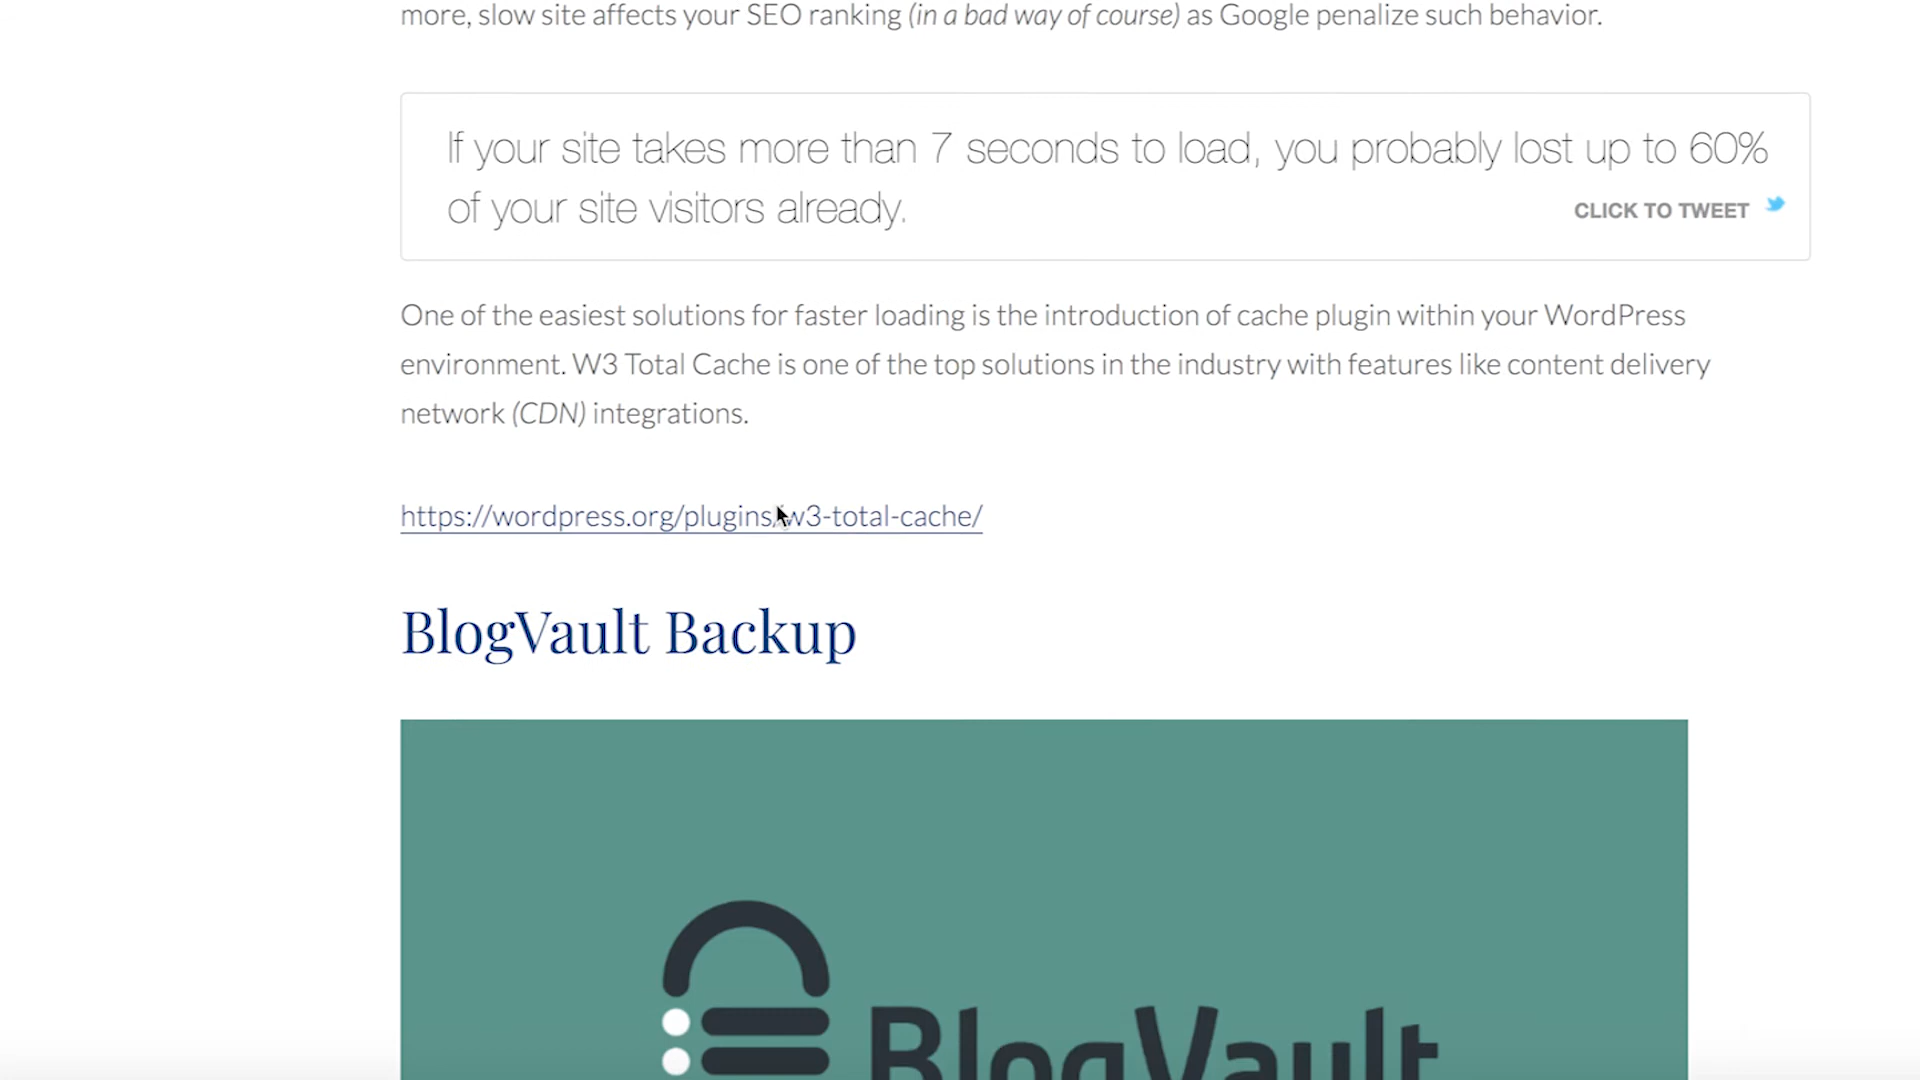 more, slow site affects your SEO ranking (in a bad way of course) as Google penalize such behavior.
If your site takes more than 7 seconds to load, you probably lost up to 60%
of your site visitors already.
CLICK TO TWEET
One of the easiest solutions for faster loading is the introduction of cache plugin within your WordPress
environment. W3 Total Cache is one of the top solutions in the industry with features like content delivery
network (CDN) integrations.
https://wordpress.org/plugins/w3-total-cache/
BlogVault Backup
BlogVault